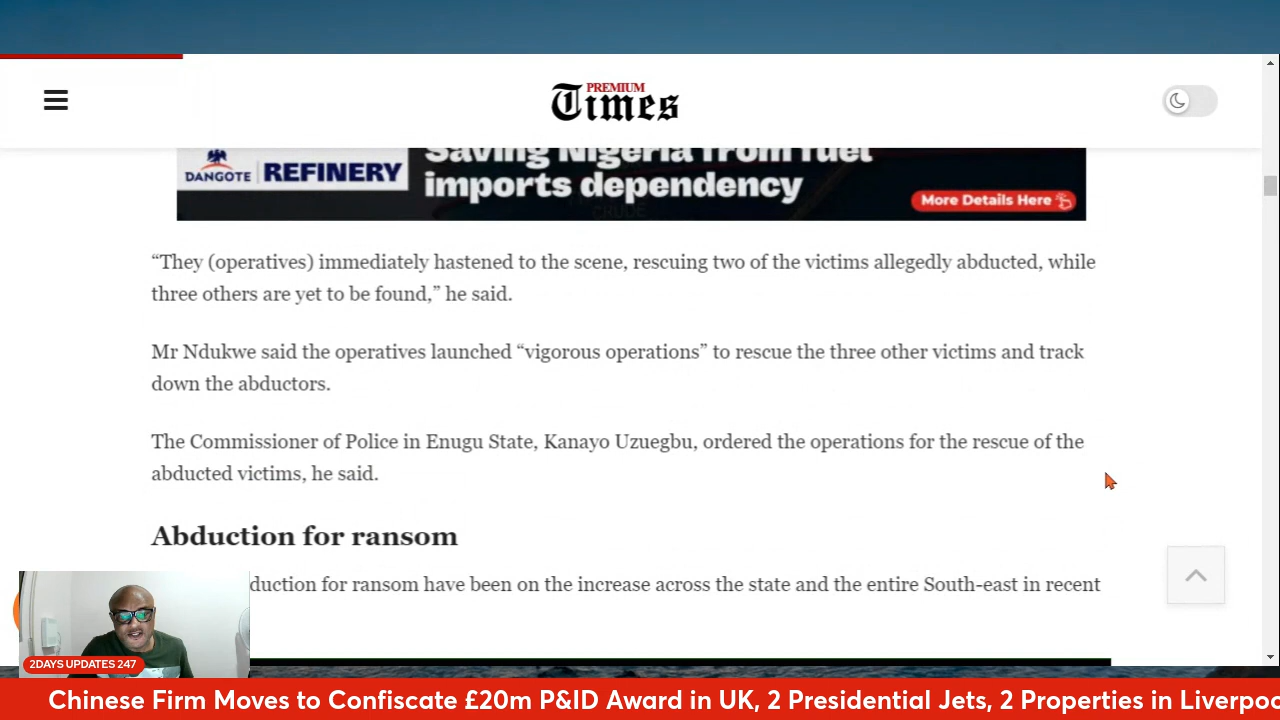 PREMIUM
Times
Saving Nigeria from fuel
DANGOTE REFINERY
imports dependency
More Details Here
“They (operatives) immediately hastened to the scene, rescuing two of the victims allegedly abducted, while
three others are yet to be found,” he said.
Mr Ndukwe said the operatives launched “vigorous operations” to rescue the three other victims and track
down the abductors.
The Commissioner of Police in Enugu State, Kanayo Uzuegbu, ordered the operations for the rescue of the
abducted victims, he said.
Abduction for ransom
duction for ransom have been on the increase across the state and the entire South-east in recent
2DAYS UPDATES 247
Chinese Firm Moves to Confiscate £20m P&ID Award in UK, 2 Presidential Jets, 2 Properties in Liverpoo